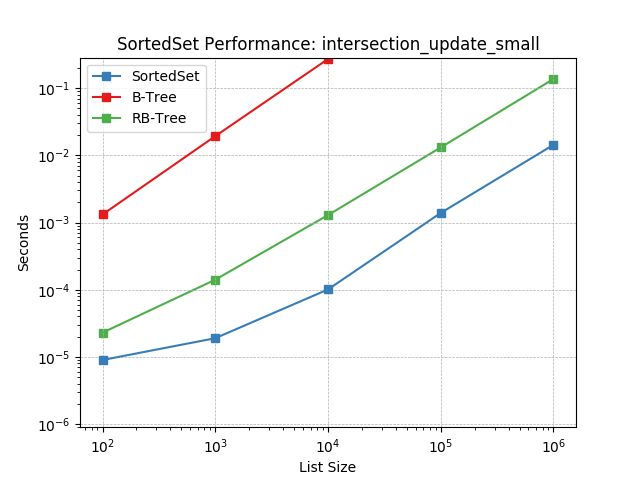 SortedSet Performance: intersection_update_small
SortedSet
B-Tree
RB-Tree
10⁻¹
10⁻²
10⁻³
10⁻⁴
10⁻⁵
10⁻⁶
Seconds
10² 10³ 10⁴ 10⁵ 10⁶
List Size